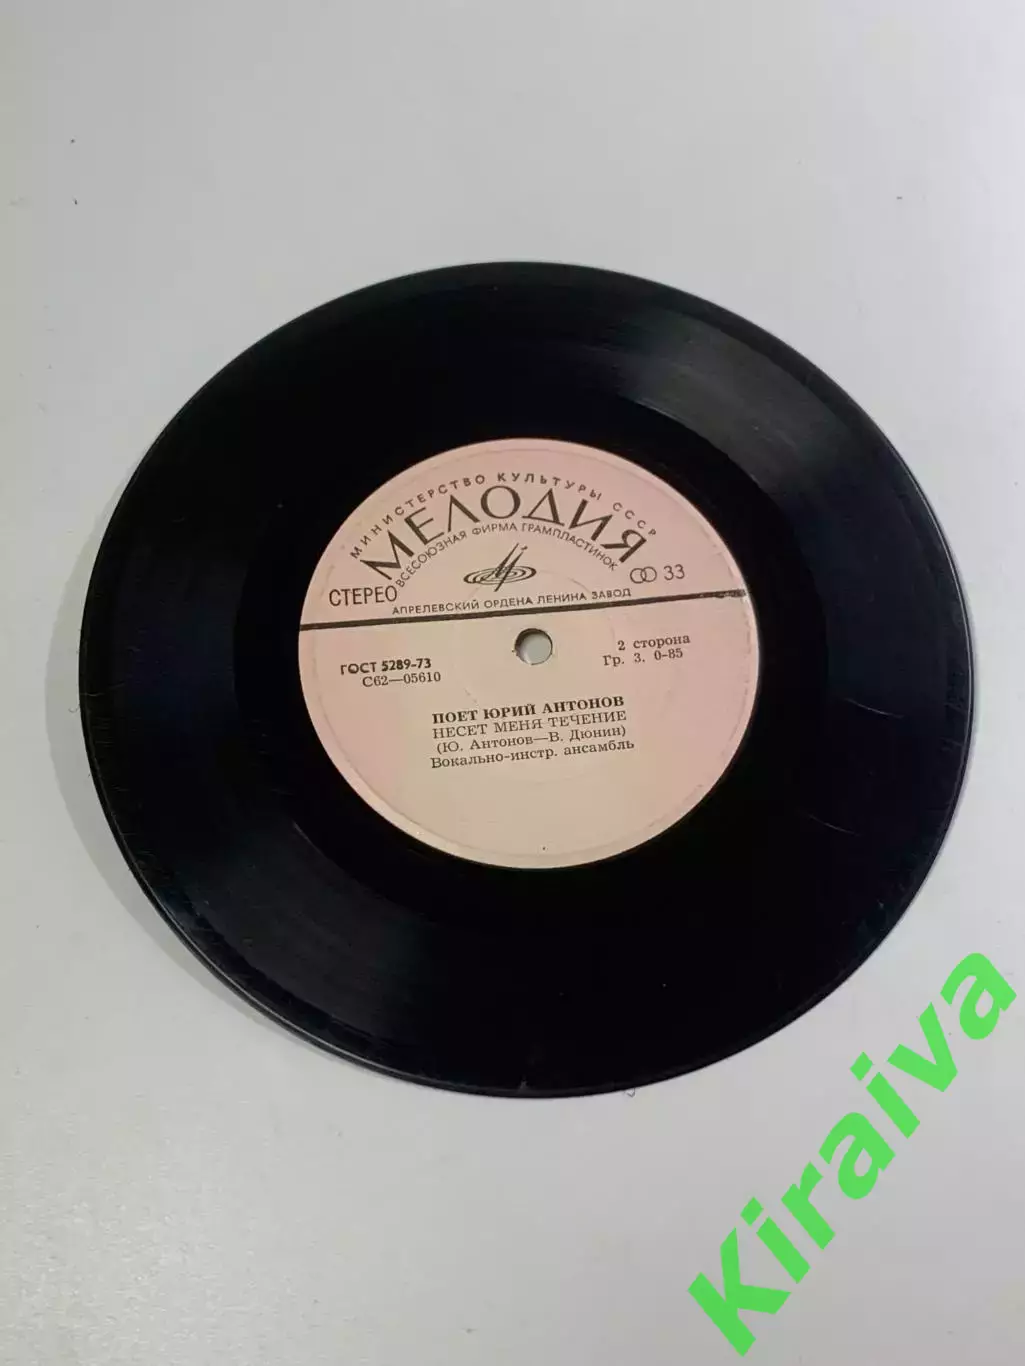 МИНИСТЕРСТВО КУЛЬТУРЫ СССР
МЕЛОДИЯ
ВСЕСОЮЗНАЯ ФИРМА ГРАМПЛАСТИНОК
СТЕРЕО
33
АПРЕЛЕВСКИЙ ОРДЕНА ЛЕНИНА ЗАВОД
ГОСТ 5289-73
С62—05610
2 сторона
Гр. 3. 0-85
ПОЕТ ЮРИЙ АНТОНОВ
НЕСЕТ МЕНЯ ТЕЧЕНИЕ
(Ю. Антонов—В. Дюнин)
Вокально-инстр. ансамбль
Kiraiva